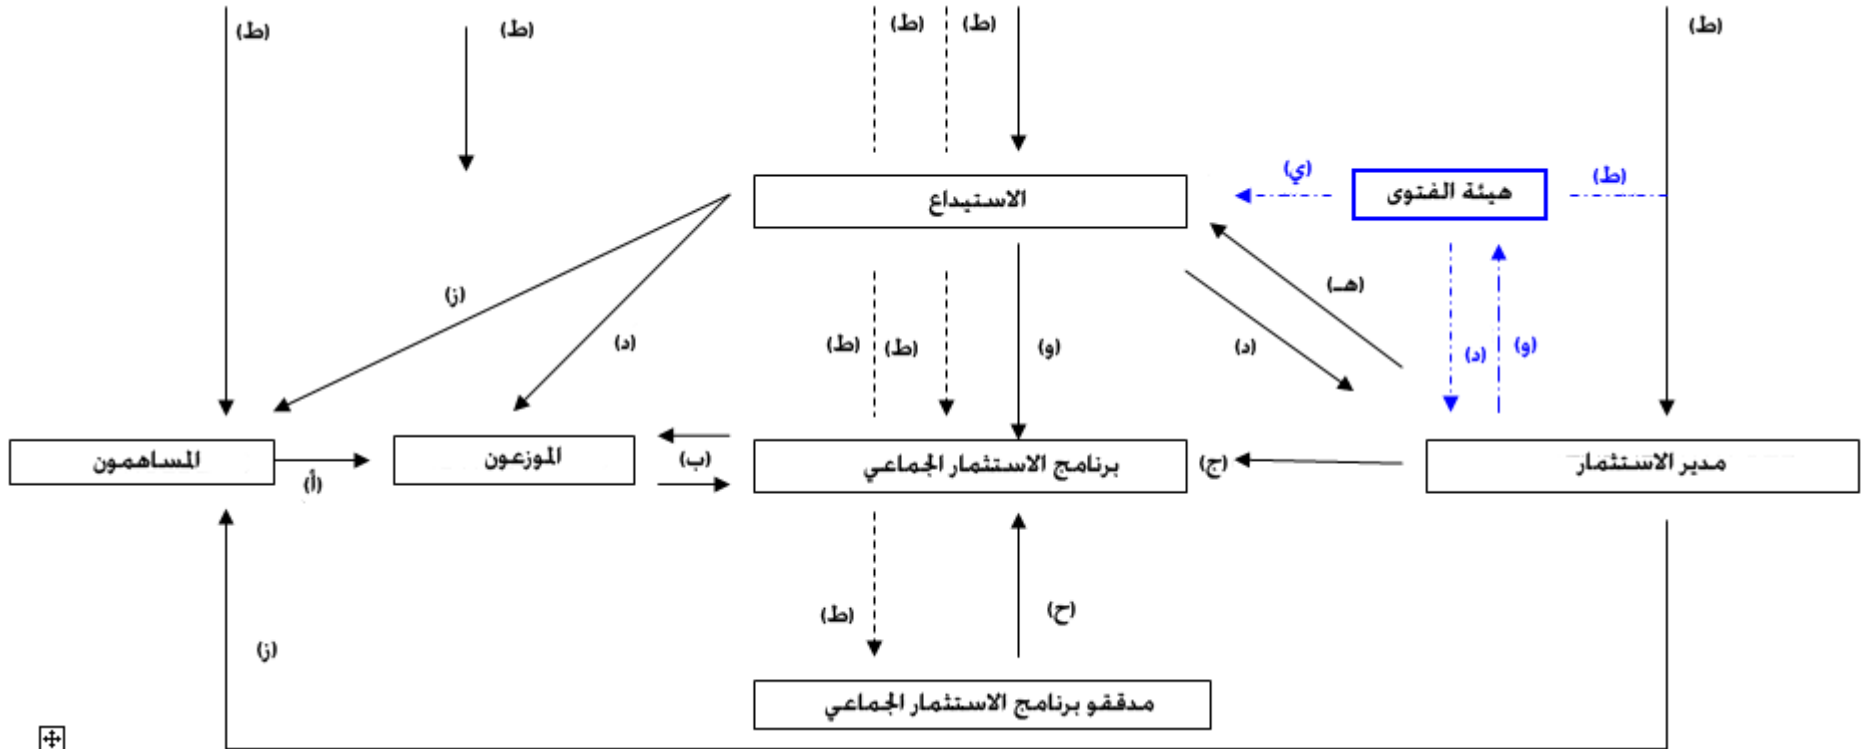 (ط) (ط) (ط) (ط) (ط)
(ط) هيئة الفتوى (ي) الاستيداع
(هـ) (ز)
(و) (د) (د) (و) (ط) (ط) (د)
مدير الاستثمار (ج) برنامج الاستثمار الجماعي (ب) الموزعون (أ) المساهمون
(ح) (ط)
(ز)
مدققو برنامج الاستثمار الجماعي